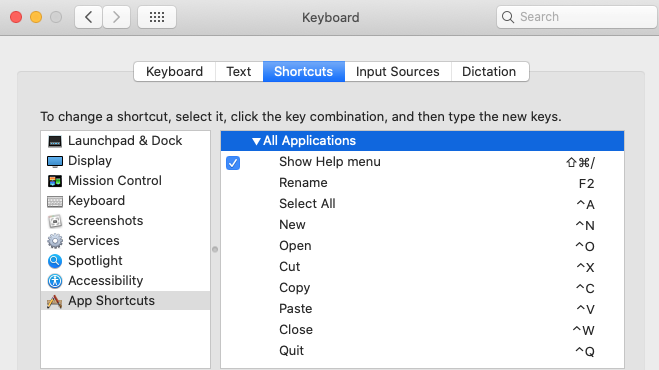 Keyboard
Search
Keyboard Text Shortcuts Input Sources Dictation
To change a shortcut, select it, click the key combination, and then type the new keys.
Launchpad & Dock
Display
Mission Control
Keyboard
Screenshots
Services
Spotlight
Accessibility
App Shortcuts
All Applications
Show Help menu ⇧⌘/
Rename F2
Select All ^A
New ^N
Open ^O
Cut ^X
Copy ^C
Paste ^V
Close ^W
Quit ^Q